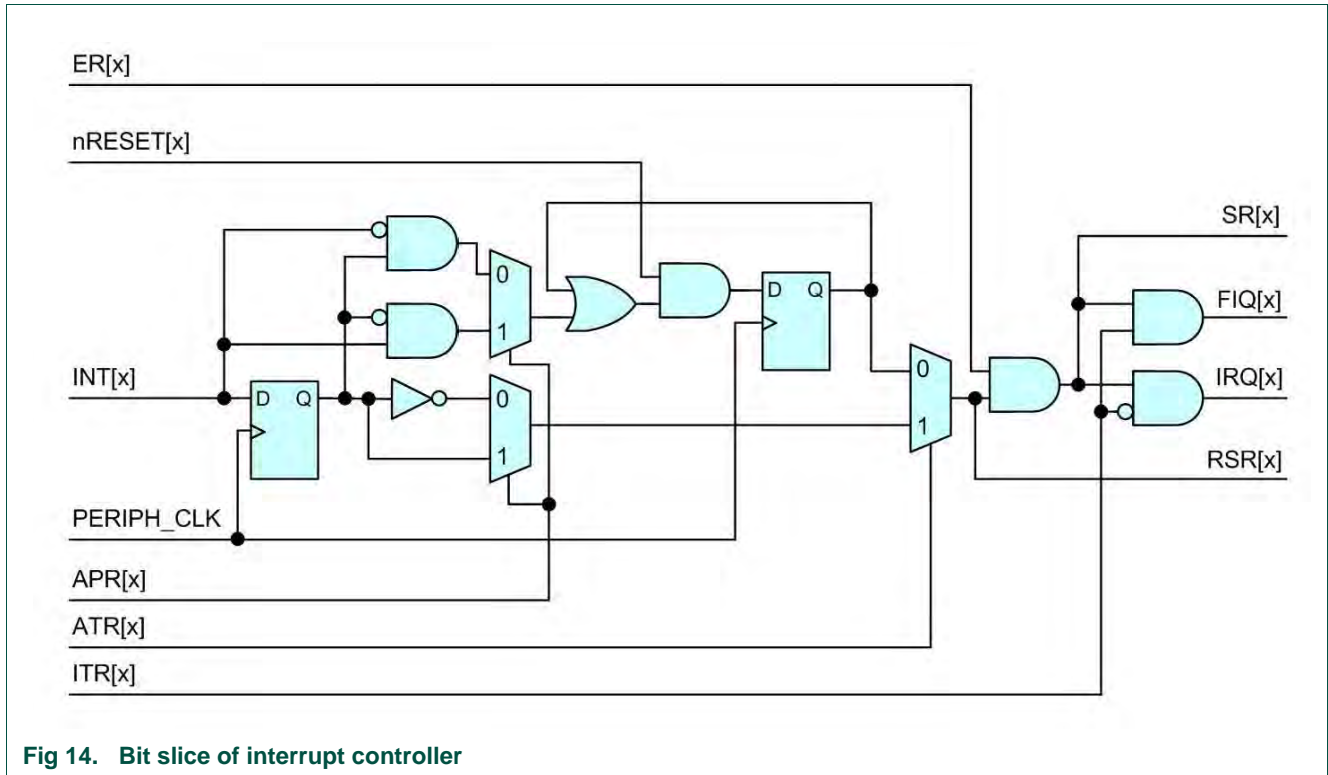 ER[x]
nRESET[x]
SR[x]
0
D Q
FIQ[x]
1
0
INT[x]
D Q
0
IRQ[x]
1
1
RSR[x]
PERIPH_CLK
APR[x]
ATR[x]
ITR[x]
Fig 14. Bit slice of interrupt controller